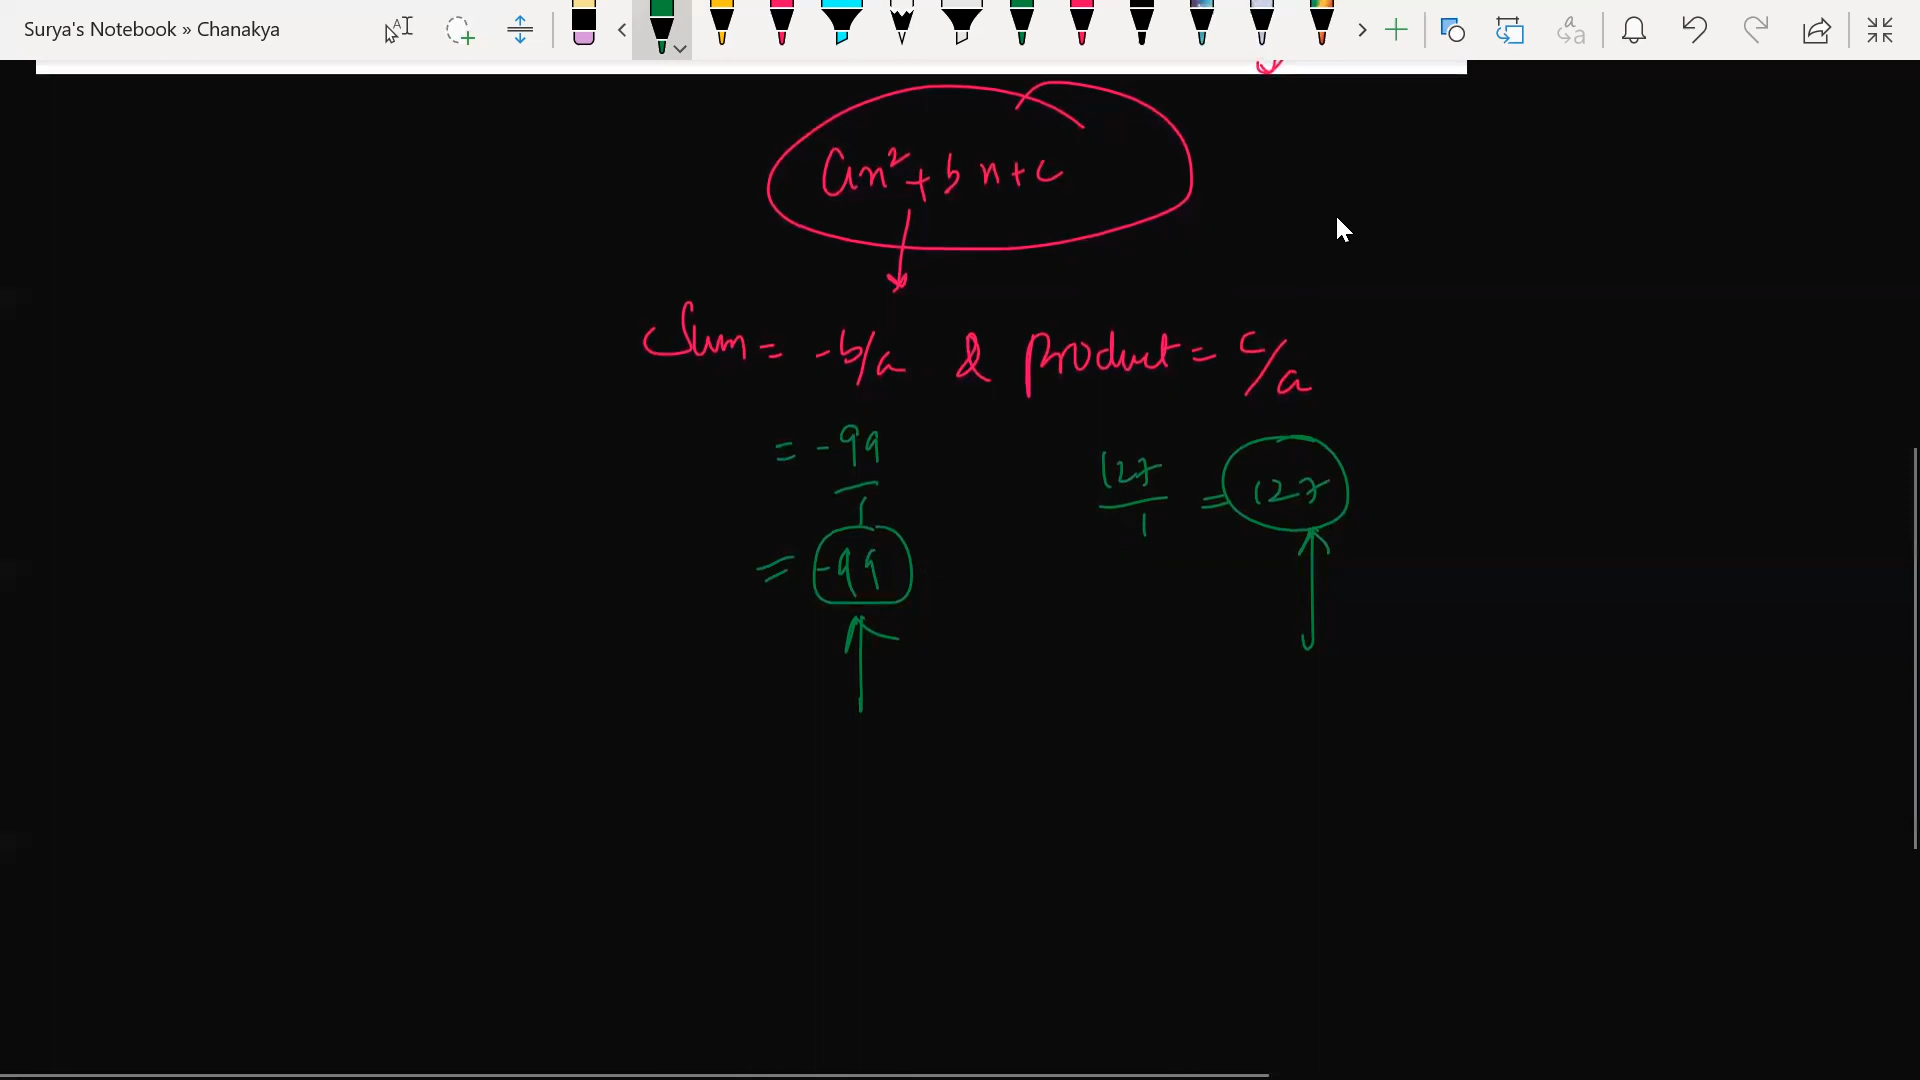 Surya's Notebook » Chanakya
an² + bn + c
Sum = -b/a & product = c/a
= -99/1 127/1 = 127
= -99